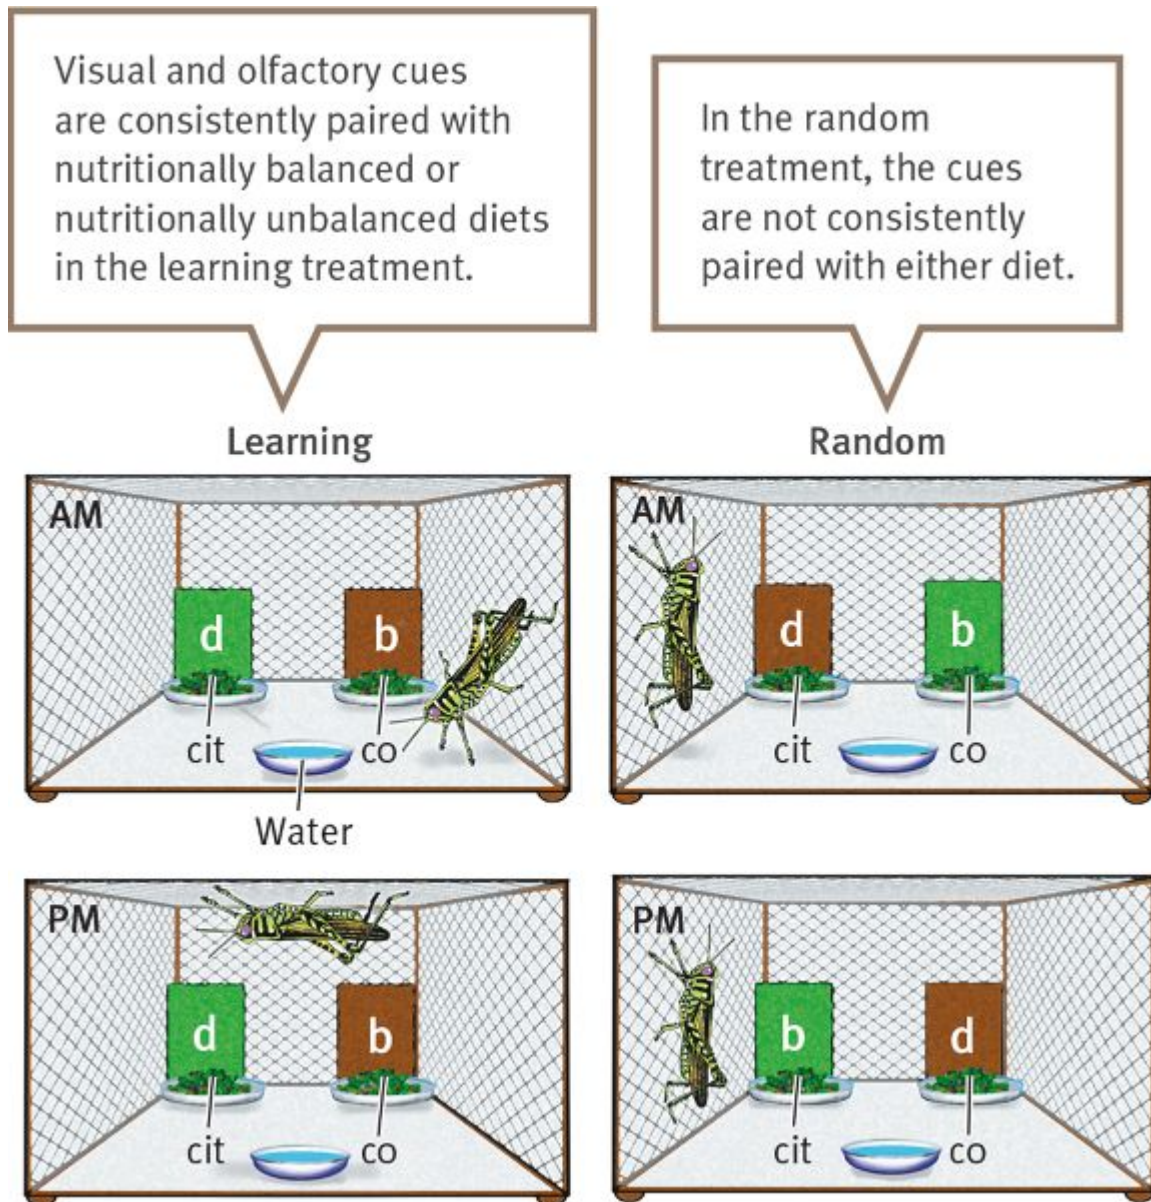 Visual and olfactory cues
are consistently paired with
nutritionally balanced or
nutritionally unbalanced diets
in the learning treatment.
In the random
treatment, the cues
are not consistently
paired with either diet.
Learning
Random
AM
d
b
cit
co
Water
AM
d
b
cit
co
PM
d
b
cit
co
PM
b
d
cit
co